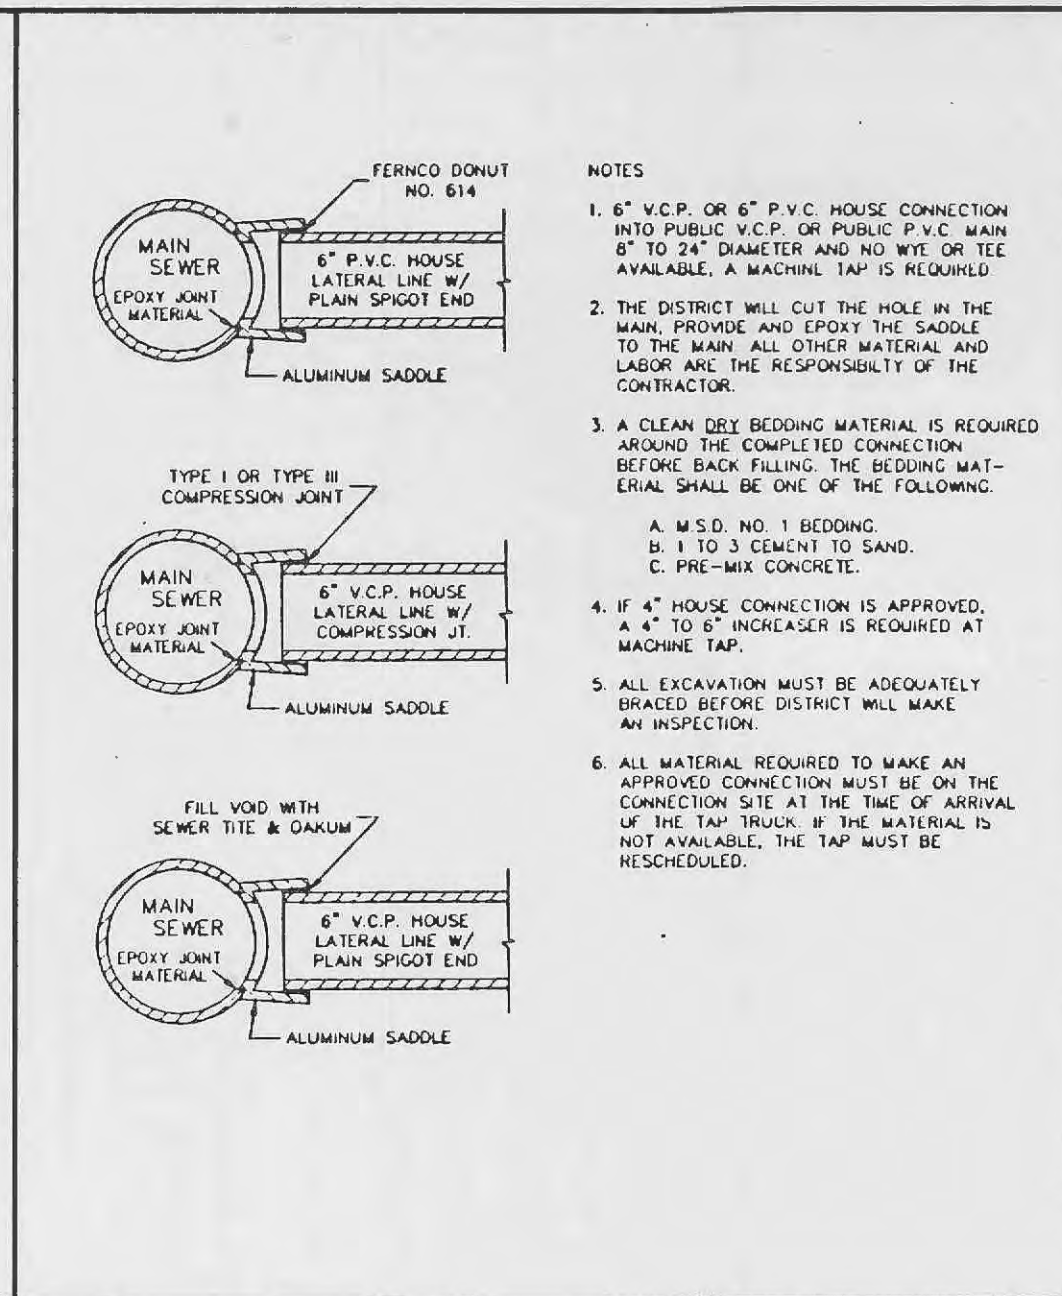 FERNCO DONUT
NO. 614
MAIN
SEWER
EPOXY JOINT
MATERIAL
6" P.V.C. HOUSE
LATERAL LINE W/
PLAIN SPIGOT END
ALUMINUM SADDLE
TYPE I OR TYPE III
COMPRESSION JOINT
MAIN
SEWER
EPOXY JOINT
MATERIAL
6" V.C.P. HOUSE
LATERAL LINE W/
COMPRESSION JT.
ALUMINUM SADDLE
FILL VOID WITH
SEWER TITE & OAKUM
MAIN
SEWER
EPOXY JOINT
MATERIAL
6" V.C.P. HOUSE
LATERAL LINE W/
PLAIN SPIGOT END
ALUMINUM SADDLE
NOTES
1. 6" V.C.P. OR 6" P.V.C. HOUSE CONNECTION
INTO PUBLIC V.C.P. OR PUBLIC P.V.C. MAIN
8" TO 24" DIAMETER AND NO WYE OR TEE
AVAILABLE, A MACHINE TAP IS REQUIRED.
2. THE DISTRICT WILL CUT THE HOLE IN THE
MAIN, PROVIDE AND EPOXY THE SADDLE
TO THE MAIN. ALL OTHER MATERIAL AND
LABOR ARE THE RESPONSIBILTY OF THE
CONTRACTOR.
3. A CLEAN DRY BEDDING MATERIAL IS REQUIRED
AROUND THE COMPLETED CONNECTION
BEFORE BACK FILLING. THE BEDDING MAT-
ERIAL SHALL BE ONE OF THE FOLLOWING.
A. M.S.D. NO. 1 BEDDING.
B. 1 TO 3 CEMENT TO SAND.
C. PRE-MIX CONCRETE.
4. IF 4" HOUSE CONNECTION IS APPROVED,
A 4" TO 6" INCREASER IS REQUIRED AT
MACHINE TAP.
5. ALL EXCAVATION MUST BE ADEQUATELY
BRACED BEFORE DISTRICT WILL MAKE
AN INSPECTION.
6. ALL MATERIAL REQUIRED TO MAKE AN
APPROVED CONNECTION MUST BE ON THE
CONNECTION SITE AT THE TIME OF ARRIVAL
OF THE TAP TRUCK. IF THE MATERIAL IS
NOT AVAILABLE, THE TAP MUST BE
RESCHEDULED.